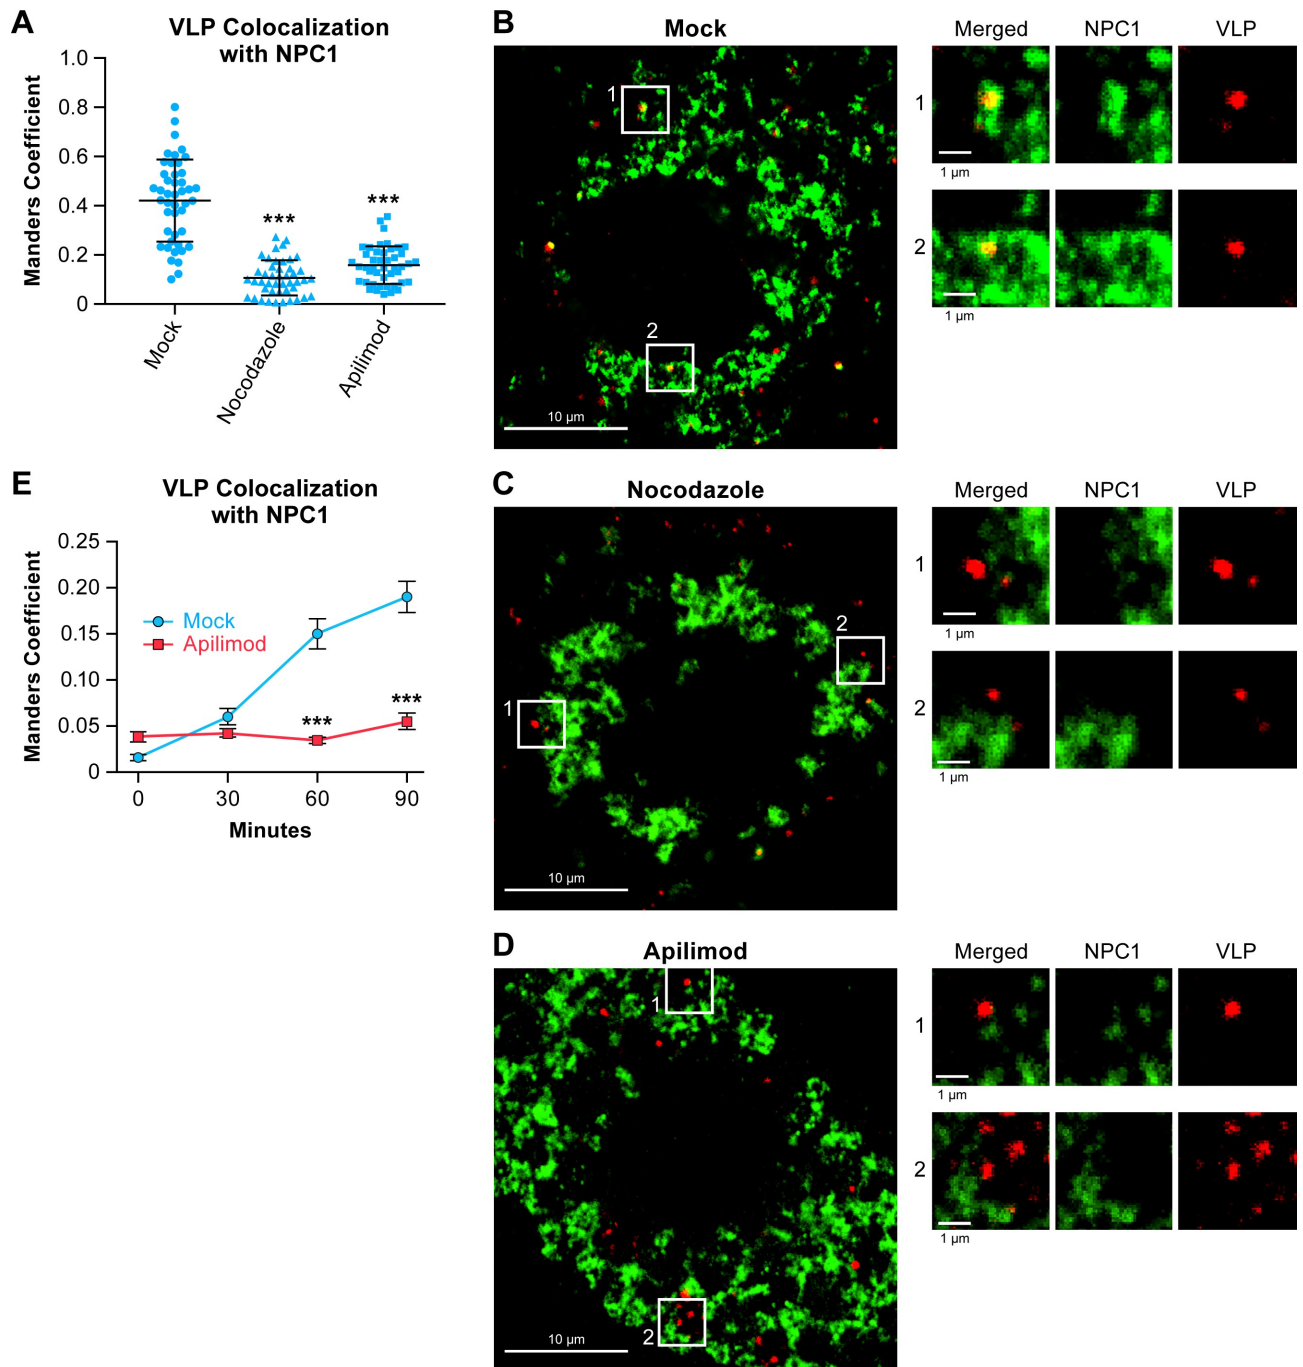 A
VLP Colocalization
with NPC1
Manders Coefficient
1.0
0.8
0.6
0.4
0.2
0
***
***
Mock
Nocodazole
Apilimod
B
Mock
1
2
10 µm
Merged
NPC1
VLP
1
1 µm
2
1 µm
E
VLP Colocalization
with NPC1
Manders Coefficient
0.25
0.20
0.15
0.10
0.05
0
Mock
Apilimod
***
***
0
30
60
90
Minutes
C
Nocodazole
1
2
10 µm
Merged
NPC1
VLP
1
1 µm
2
1 µm
D
Apilimod
1
2
10 µm
Merged
NPC1
VLP
1
1 µm
2
1 µm